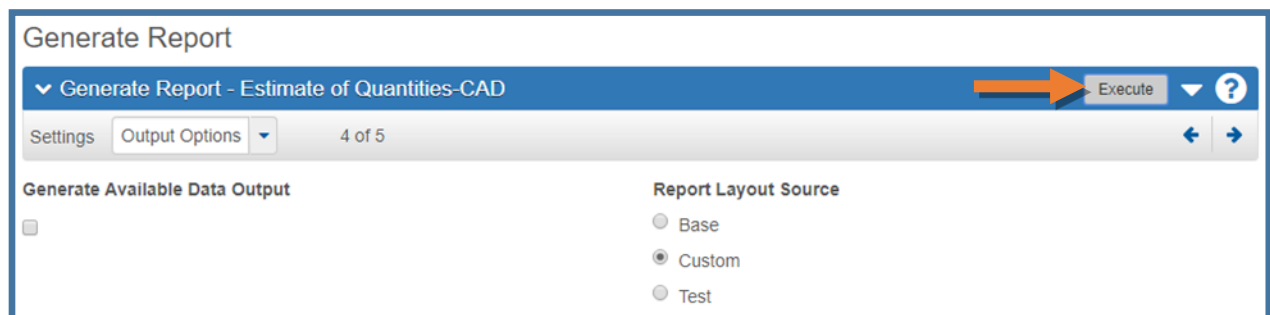 Generate Report
Generate Report - Estimate of Quantities-CAD Execute ?
Settings Output Options 4 of 5
Generate Available Data Output Report Layout Source
Base
Custom
Test